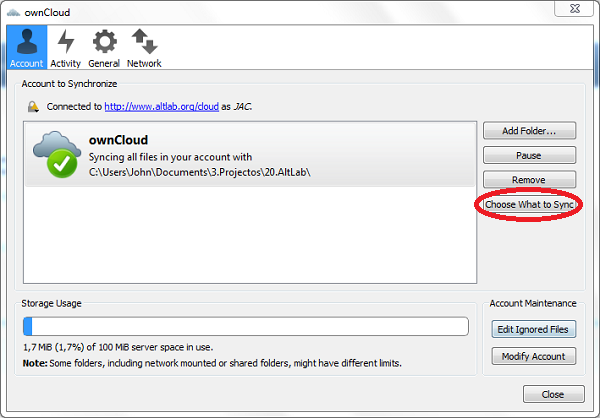 ownCloud
Account Activity General Network
Account to Synchronize
Connected to http://www.altlab.org/cloud as JAC.
ownCloud
Syncing all files in your account with
C:\Users\John\Documents\3.Projectos\20.AltLab\
Add Folder...
Pause
Remove
Choose What to Sync
Storage Usage
1,7 MiB (1,7%) of 100 MiB server space in use.
Note: Some folders, including network mounted or shared folders, might have different limits.
Account Maintenance
Edit Ignored Files
Modify Account
Close